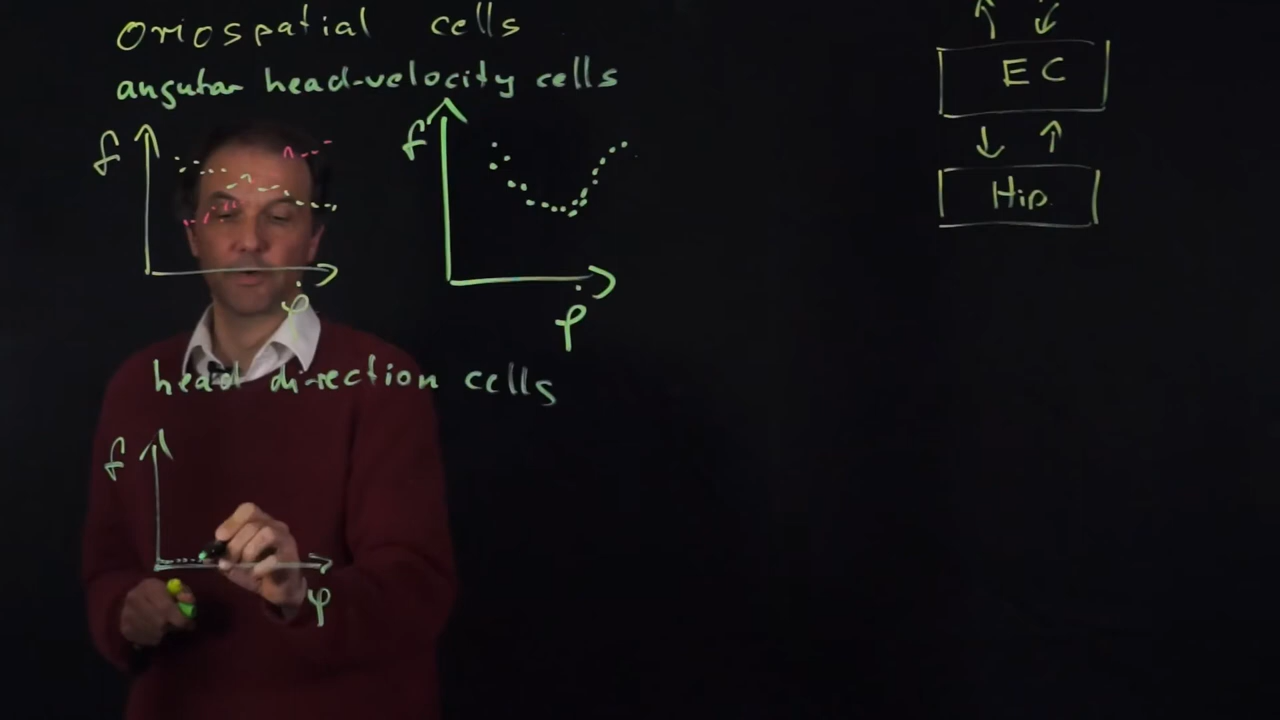 oriospatial cells
angular head-velocity cells
f
φ
f
φ
head direction cells
f
φ
EC
Hip.